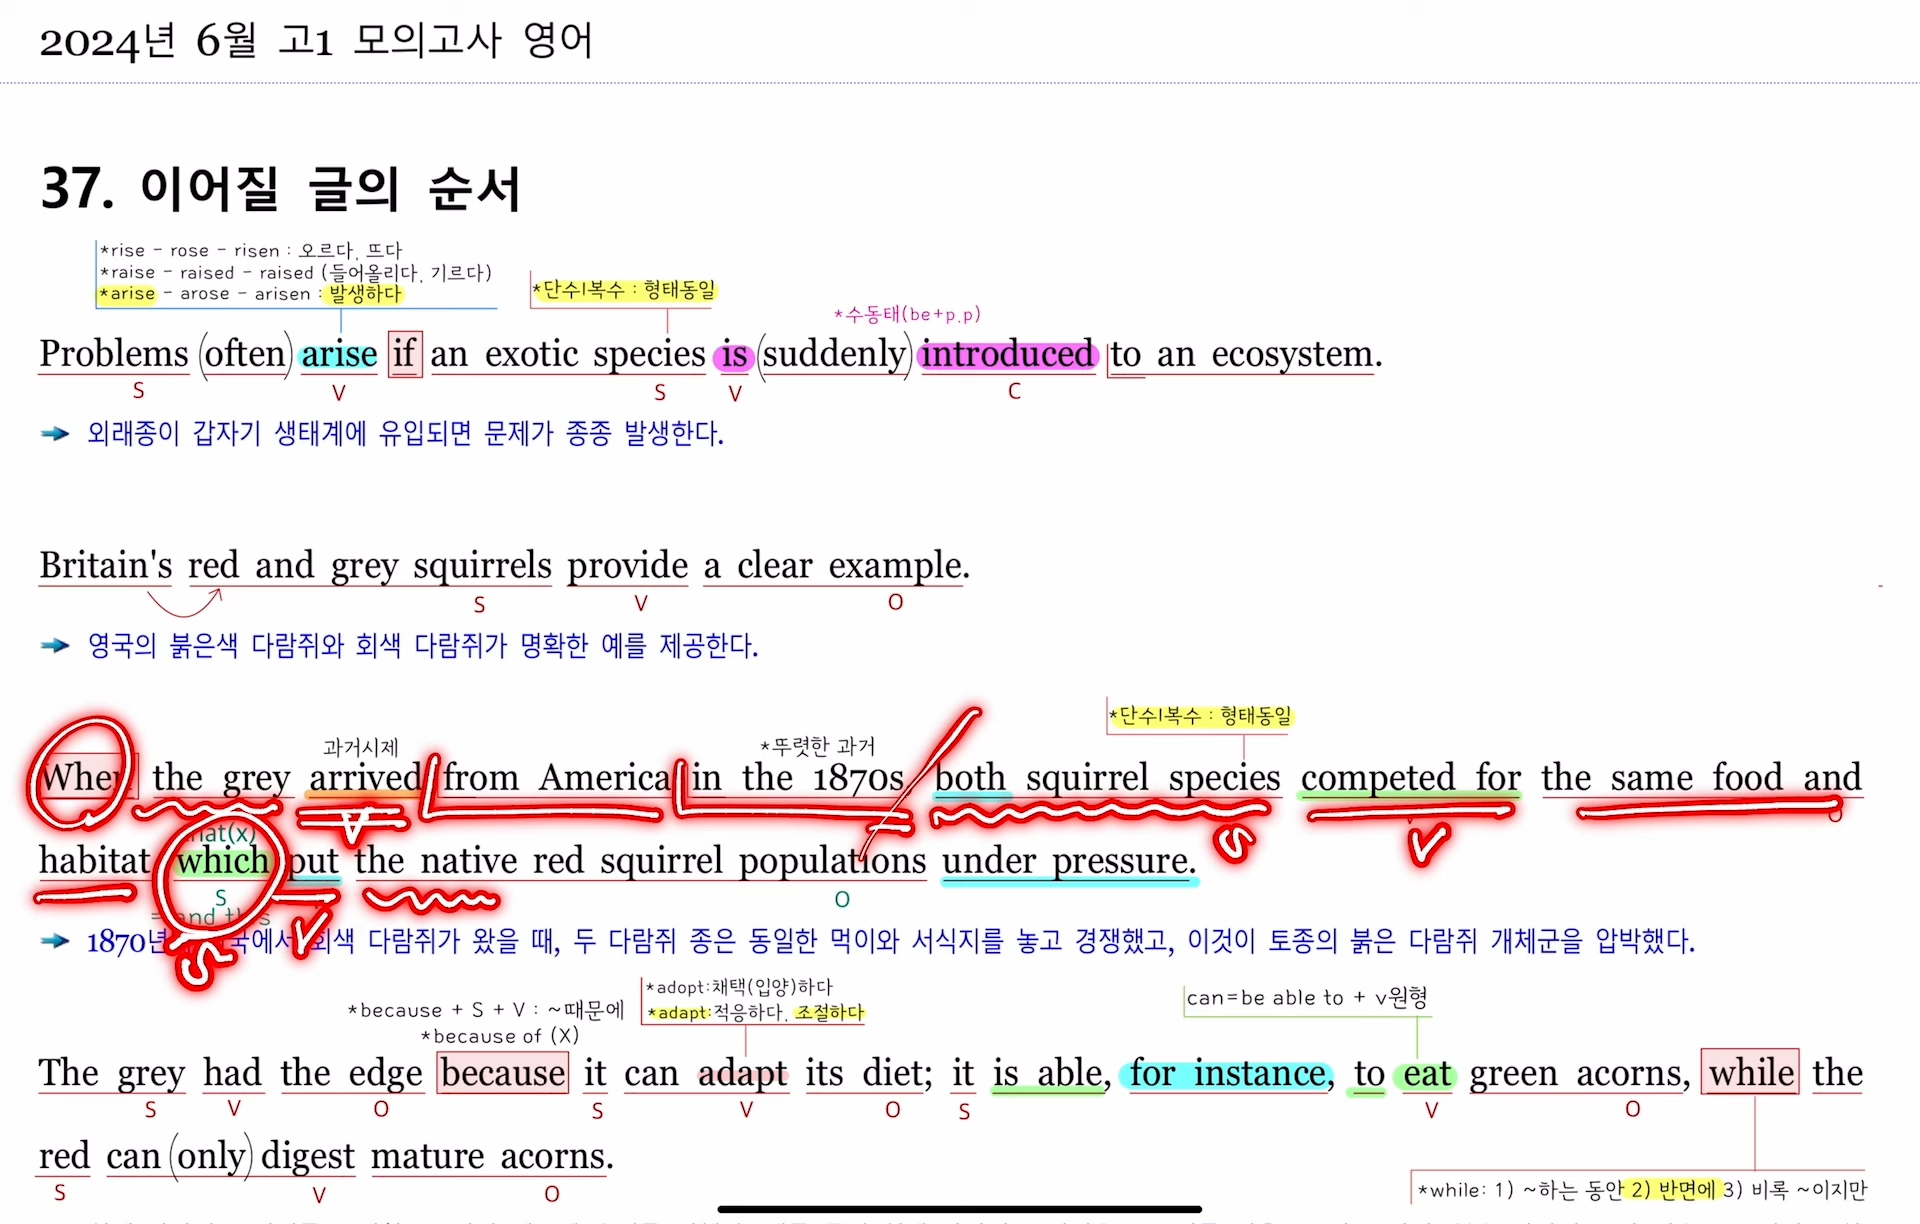 2024년 6월 고1 모의고사 영어
37. 이어질 글의 순서
*rise - rose - risen : 오르다, 뜨다
*raise - raised - raised (들어올리다, 기르다)
*arise - arose - arisen : 발생하다
*단수|복수 : 형태동일
*수동태(be+p.p)
Problems (often) arise if an exotic species is (suddenly) introduced to an ecosystem.
S V S V C
➡ 외래종이 갑자기 생태계에 유입되면 문제가 종종 발생한다.
Britain's red and grey squirrels provide a clear example.
S V O
➡ 영국의 붉은색 다람쥐와 회색 다람쥐가 명확한 예를 제공한다.
*단수|복수 : 형태동일
과거시제 *뚜렷한 과거
When the grey arrived from America in the 1870s, both squirrel species competed for the same food and
V S V O
habitat which put the native red squirrel populations under pressure.
S V O
S
➡ 1870년 회색 다람쥐가 왔을 때, 두 다람쥐 종은 동일한 먹이와 서식지를 놓고 경쟁했고, 이것이 토종의 붉은 다람쥐 개체군을 압박했다.
*adopt:채택(입양)하다
*adapt:적응하다, 조절하다
can=be able to + v원형
*because + S + V : ~때문에
*because of (X)
The grey had the edge because it can adapt its diet; it is able, for instance, to eat green acorns, while the
S V O S V O S V O
red can (only) digest mature acorns.
S V O
*while: 1) ~하는 동안 2) 반면에 3) 비록 ~이지만